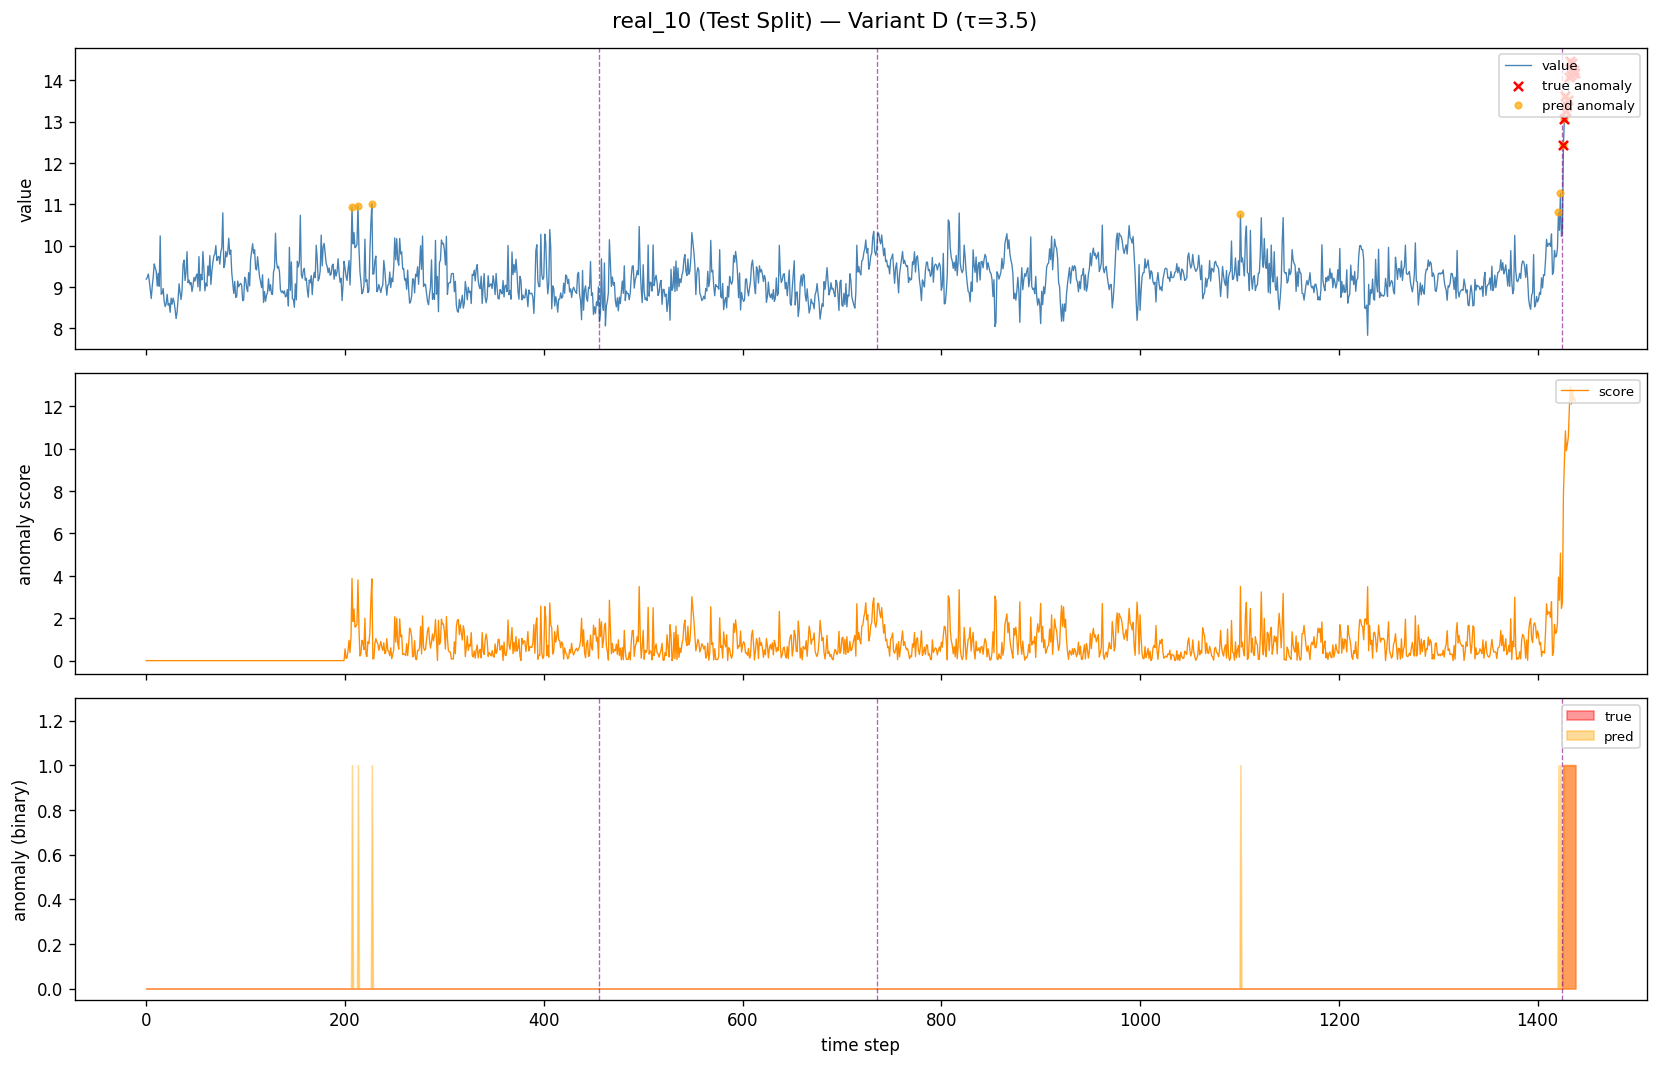 real_10 (Test Split) — Variant D (τ=3.5)
value
14
13
12
11
10
9
8
value
true anomaly
pred anomaly
anomaly score
12
10
8
6
4
2
0
score
anomaly (binary)
1.2
1.0
0.8
0.6
0.4
0.2
0.0
true
pred
0 200 400 600 800 1000 1200 1400
time step